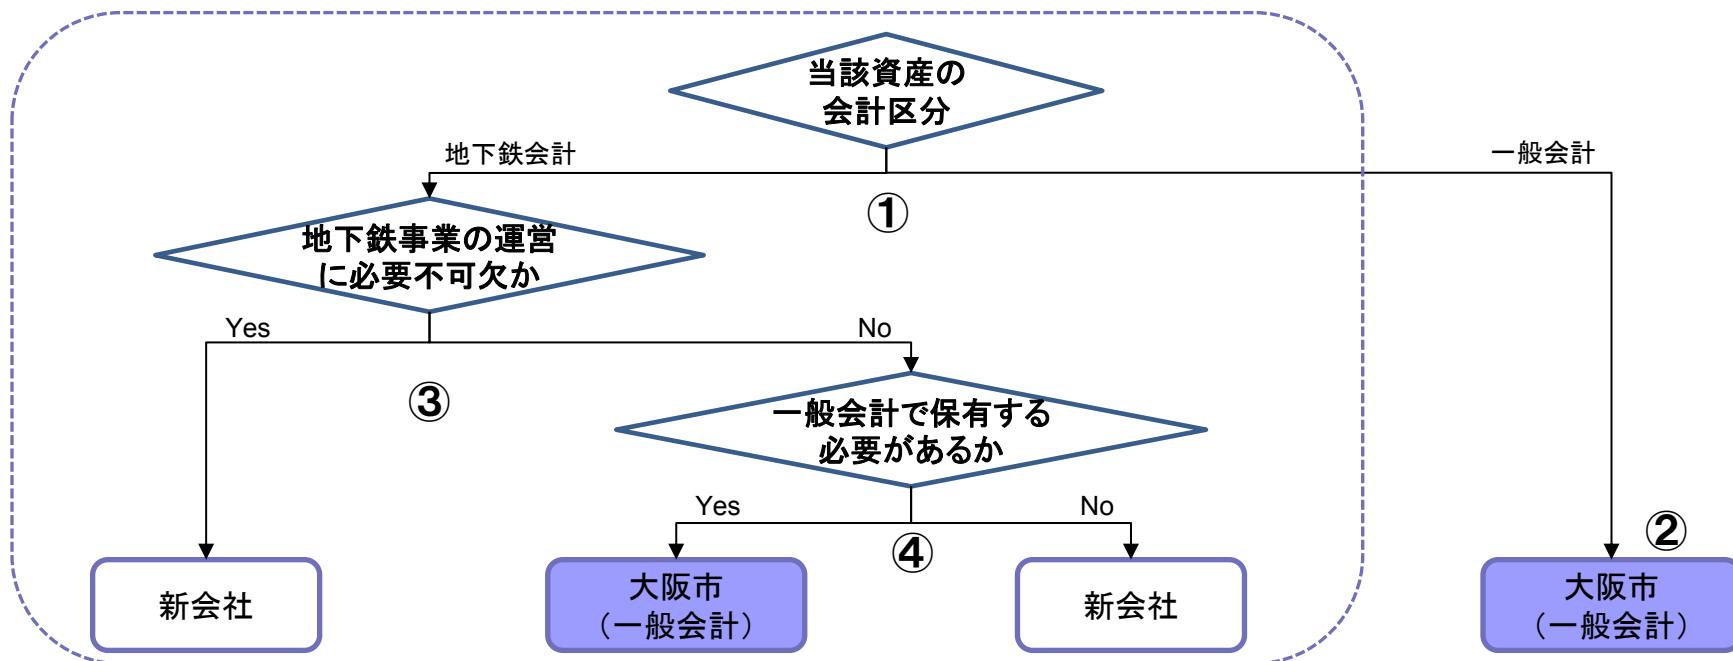 当該資産の
会計区分
地下鉄会計
一般会計
①
地下鉄事業の運営
に必要不可欠か
Yes
No
③
一般会計で保有する
必要があるか
Yes
No
④
②
新会社
大阪市
（一般会計）
新会社
大阪市
（一般会計）